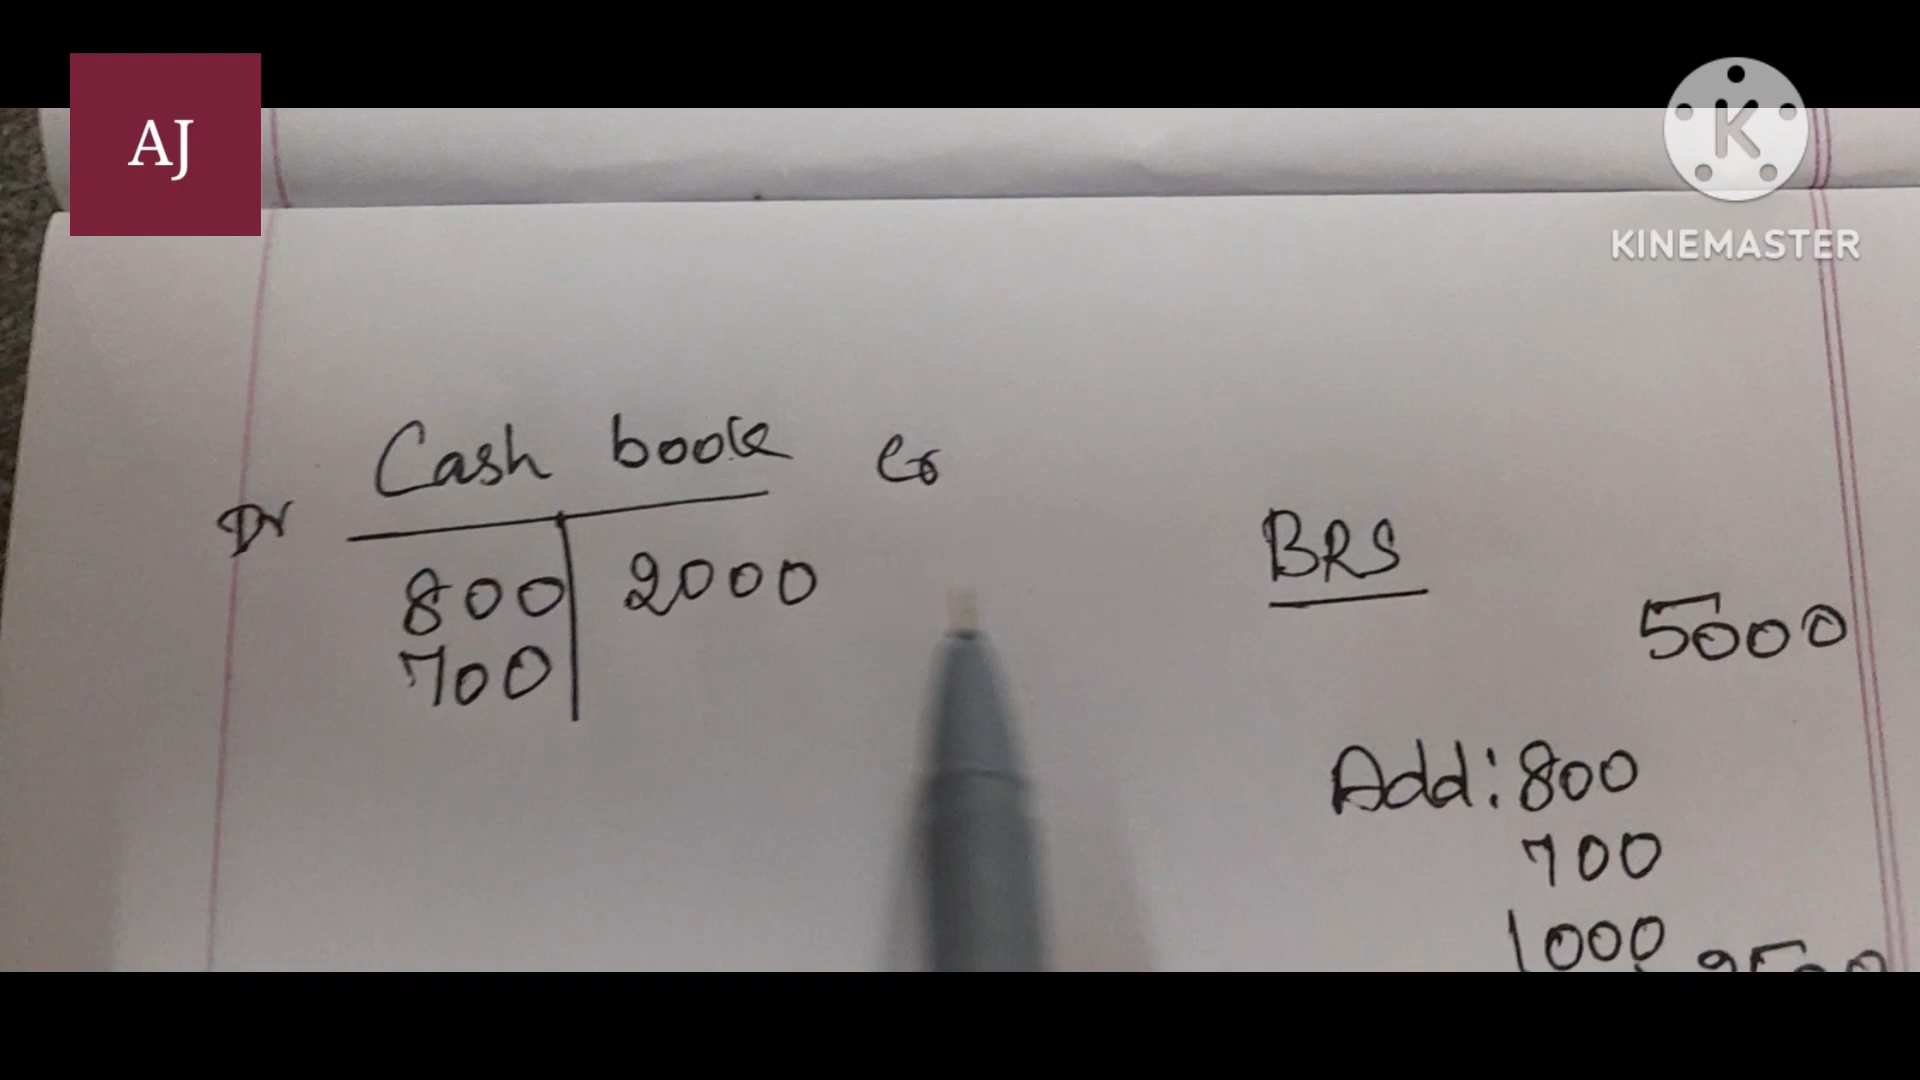 AJ
KINEMASTER
Cash book Cr
Dr
800 2000
700
BRS
5000
Add: 800
700
1000